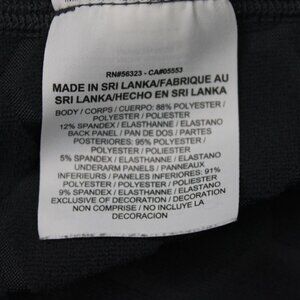 RN#56323 - CA#05553
MADE IN SRI LANKA/FABRIQUE AU
SRI LANKA/HECHO EN SRI LANKA
BODY / CORPS / CUERPO: 88% POLYESTER /
POLYESTER / POLIESTER
12% SPANDEX / ELASTHANNE / ELASTANO
BACK PANEL / PAN DE DOS / PARTES
POSTERIORES: 95% POLYESTER /
POLYESTER / POLIESTER
5% SPANDEX / ELASTHANNE / ELASTANO
UNDERARM PANELS / PANNEAUX
INFERIEURS / PANELES INFERIORES: 91%
POLYESTER / POLYESTER / POLIESTER
9% SPANDEX / ELASTHANNE / ELASTANO
EXCLUSIVE OF DECORATION / DECORATION
NON COMPRISE / NO INCLUYE LA
DECORACION